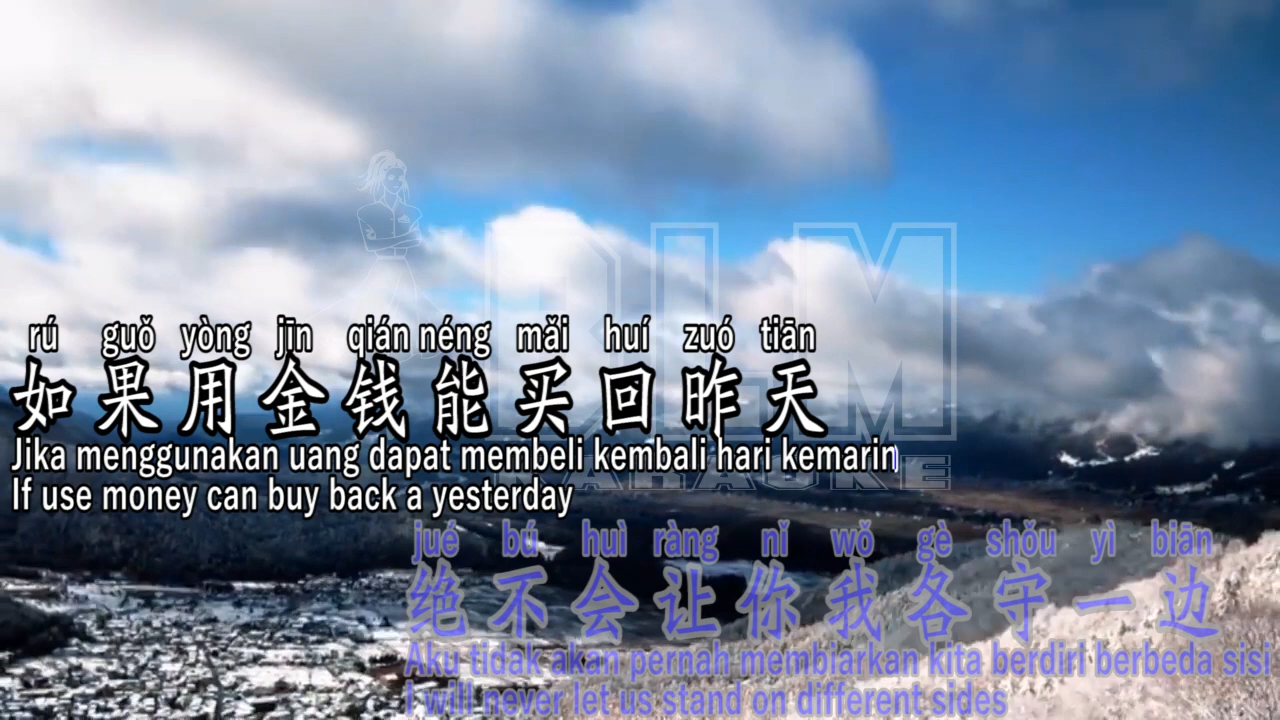 rú guǒ yòng jīn qián néng mǎi huí zuó tiān
如果用金钱能买回昨天
Jika menggunakan uang dapat membeli kembali hari kemarin
If use money can buy back a yesterday
jué bú huì ràng nǐ wǒ gè shǒu yì biān
绝不会让你我各守一边
Aku tidak akan pernah membiarkan kita berdiri berbeda sisi
I will never let us stand on different sides
KARAOKE